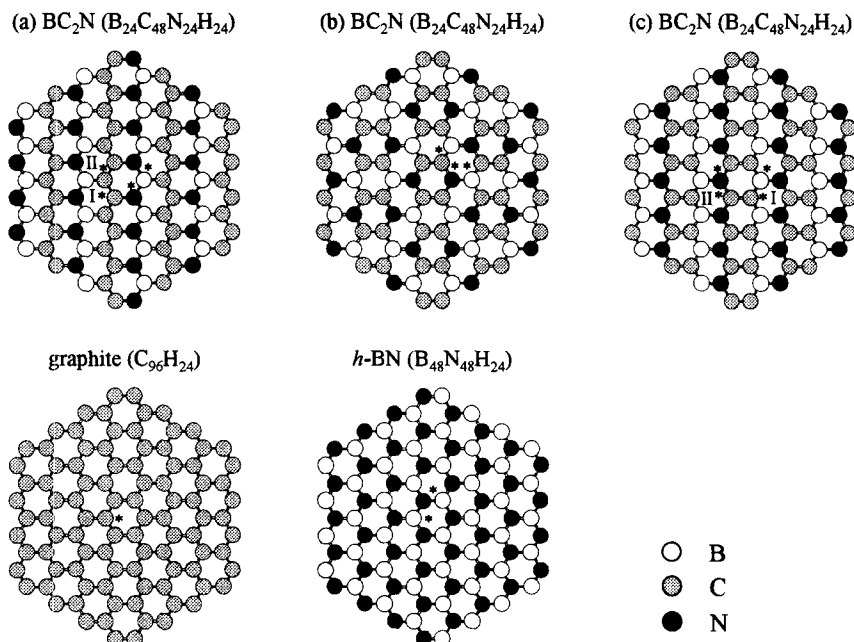 (a) BC₂N (B₂₄C₄₈N₂₄H₂₄)
(b) BC₂N (B₂₄C₄₈N₂₄H₂₄)
(c) BC₂N (B₂₄C₄₈N₂₄H₂₄)
II * *
I * *
*
* *
* *
II * * I
graphite (C₉₆H₂₄)
h-BN (B₄₈N₄₈H₂₄)
*
*
*
B
C
N